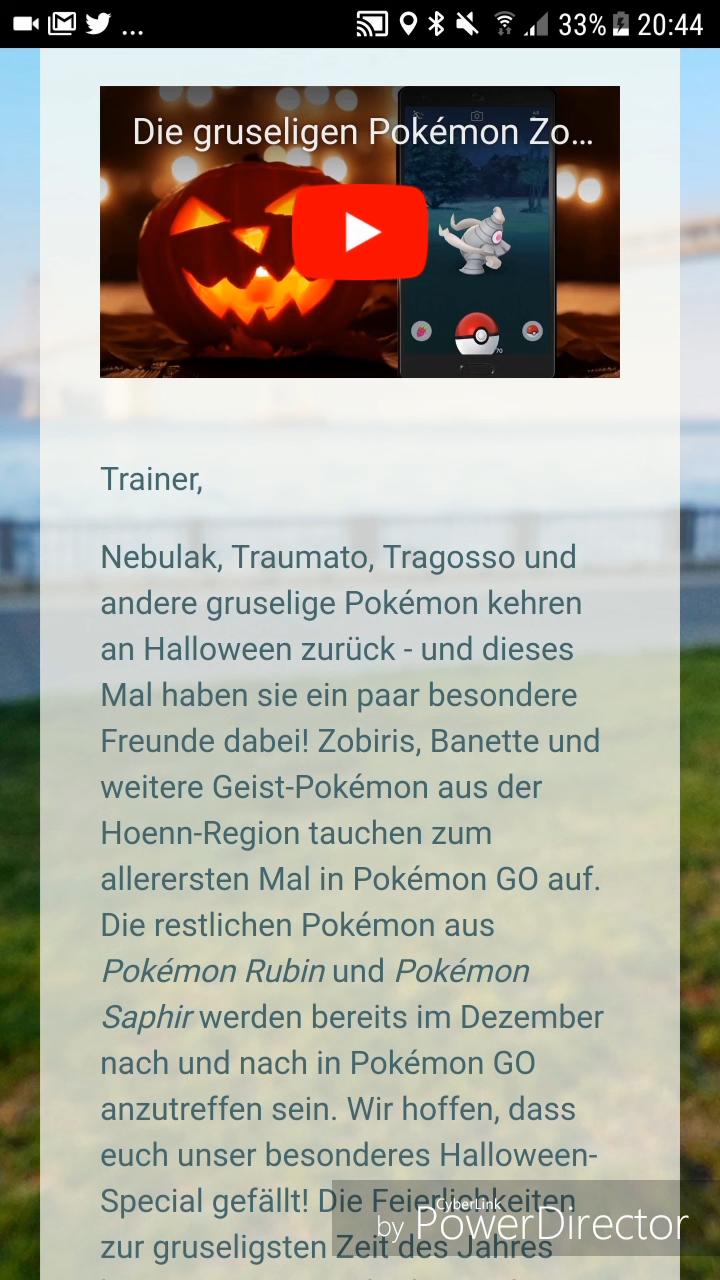 ... 33% 20:44
Die gruseligen Pokémon Zo...
70
Trainer,
Nebulak, Traumato, Tragosso und
andere gruselige Pokémon kehren
an Halloween zurück - und dieses
Mal haben sie ein paar besondere
Freunde dabei! Zobiris, Banette und
weitere Geist-Pokémon aus der
Hoenn-Region tauchen zum
allerersten Mal in Pokémon GO auf.
Die restlichen Pokémon aus
Pokémon Rubin und Pokémon
Saphir werden bereits im Dezember
nach und nach in Pokémon GO
anzutreffen sein. Wir hoffen, dass
euch unser besonderes Halloween-
Special gefällt! Die Feierlichkeiten
zur gruseligsten Zeit des Jahres
CyberLink
by PowerDirector